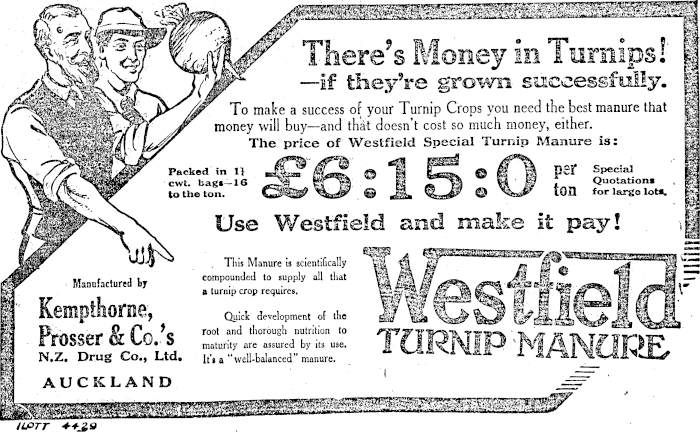 There's Money in Turnips!
—if they're grown successfully.
To make a success of your Turnip Crops you need the best manure that
money will buy—and that doesn't cost so much money, either.
The price of Westfield Special Turnip Manure is:
Packed in 1¼
cwt. bags—16
to the ton.
£6:15:0
per
ton
Special
Quotations
for large lots.
Use Westfield and make it pay!
Manufactured by
Kempthorne,
Prosser & Co.'s
N.Z. Drug Co., Ltd.
AUCKLAND
This Manure is scientifically
compounded to supply all that
a turnip crop requires.
Quick development of the
root and thorough nutrition to
maturity are assured by its use.
It's a "well-balanced" manure.
Westfield
TURNIP MANURE
ILOTT 4429